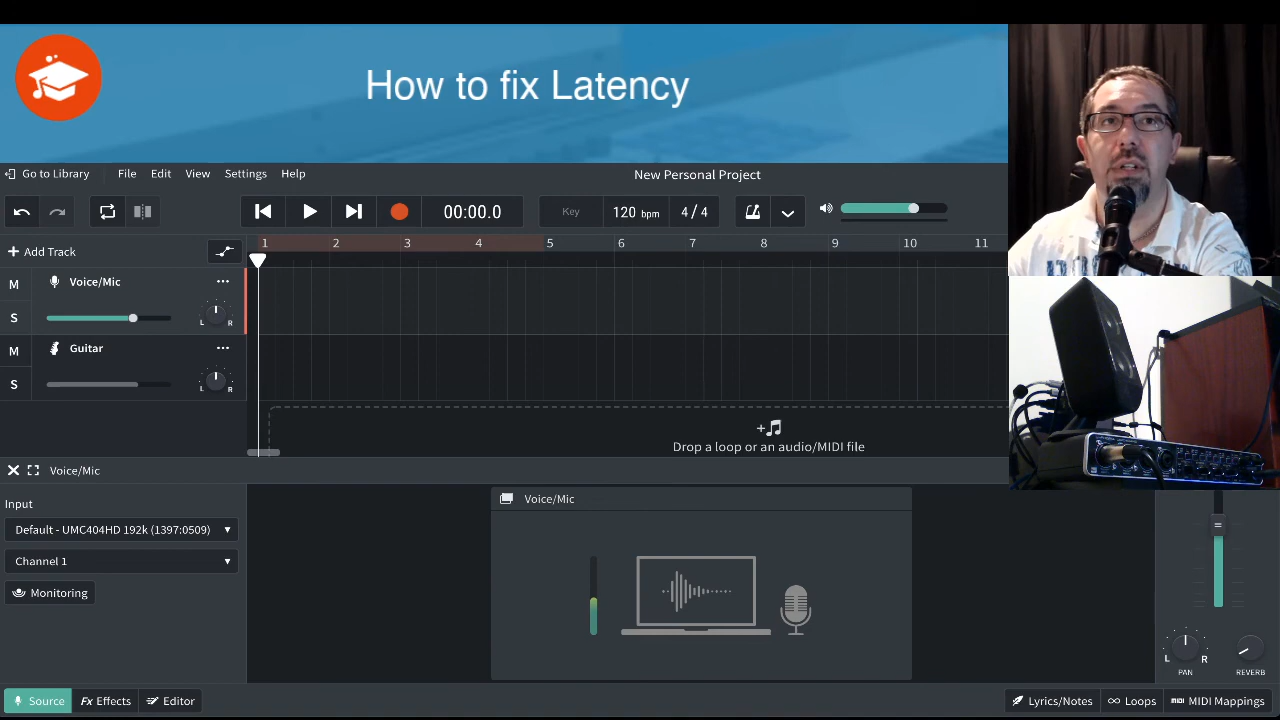 How to fix Latency
Go to Library File Edit View Settings Help New Personal Project
00:00.0 Key 120 bpm 4 / 4
Add Track 1 2 3 4 5 6 7 8 9 10 11
M Voice/Mic
S L R
M Guitar
S L R
Drop a loop or an audio/MIDI file
Voice/Mic
Input
Voice/Mic
Default - UMC404HD 192k (1397:0509)
Channel 1
Monitoring
L R
PAN REVERB
Source Fx Effects Editor Lyrics/Notes Loops MIDI MIDI Mappings